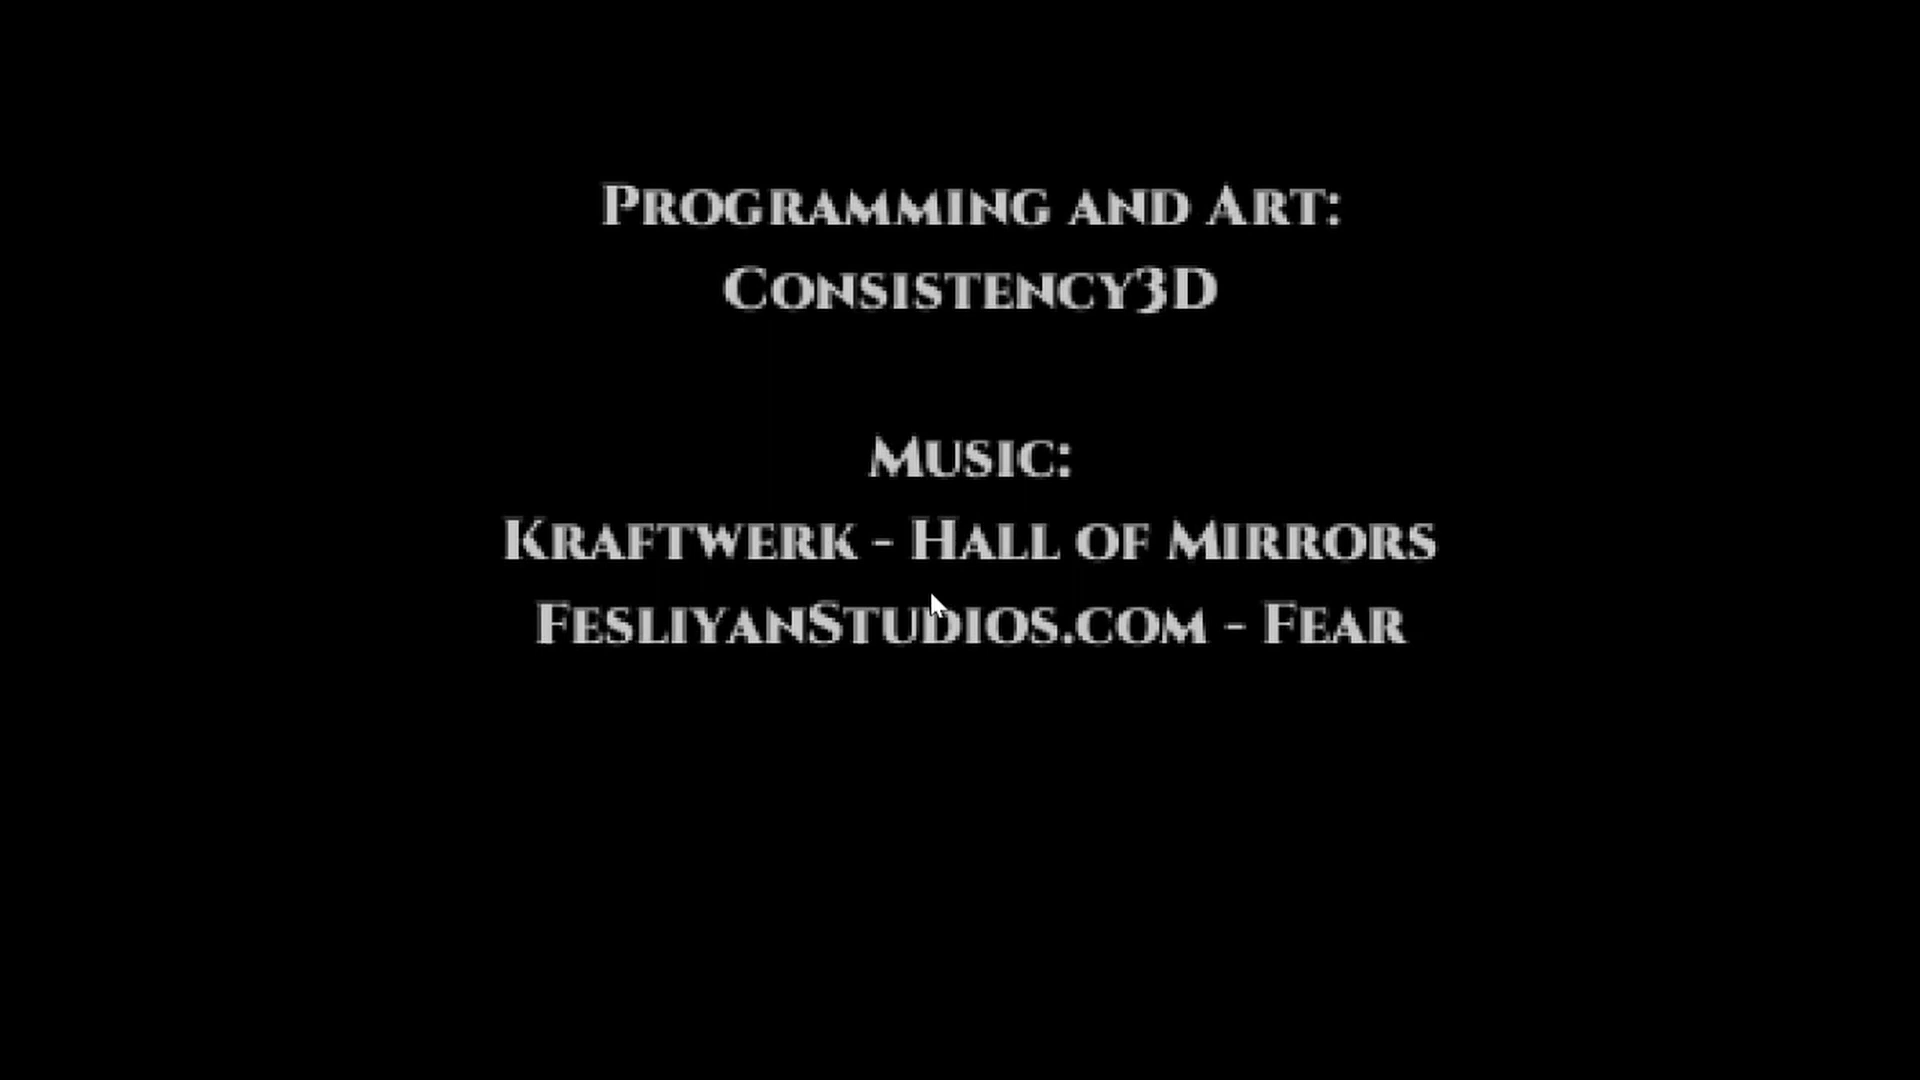 Programming and Art:
Consistency3D
Music:
Kraftwerk - Hall of Mirrors
FesliyanStudios.com - Fear